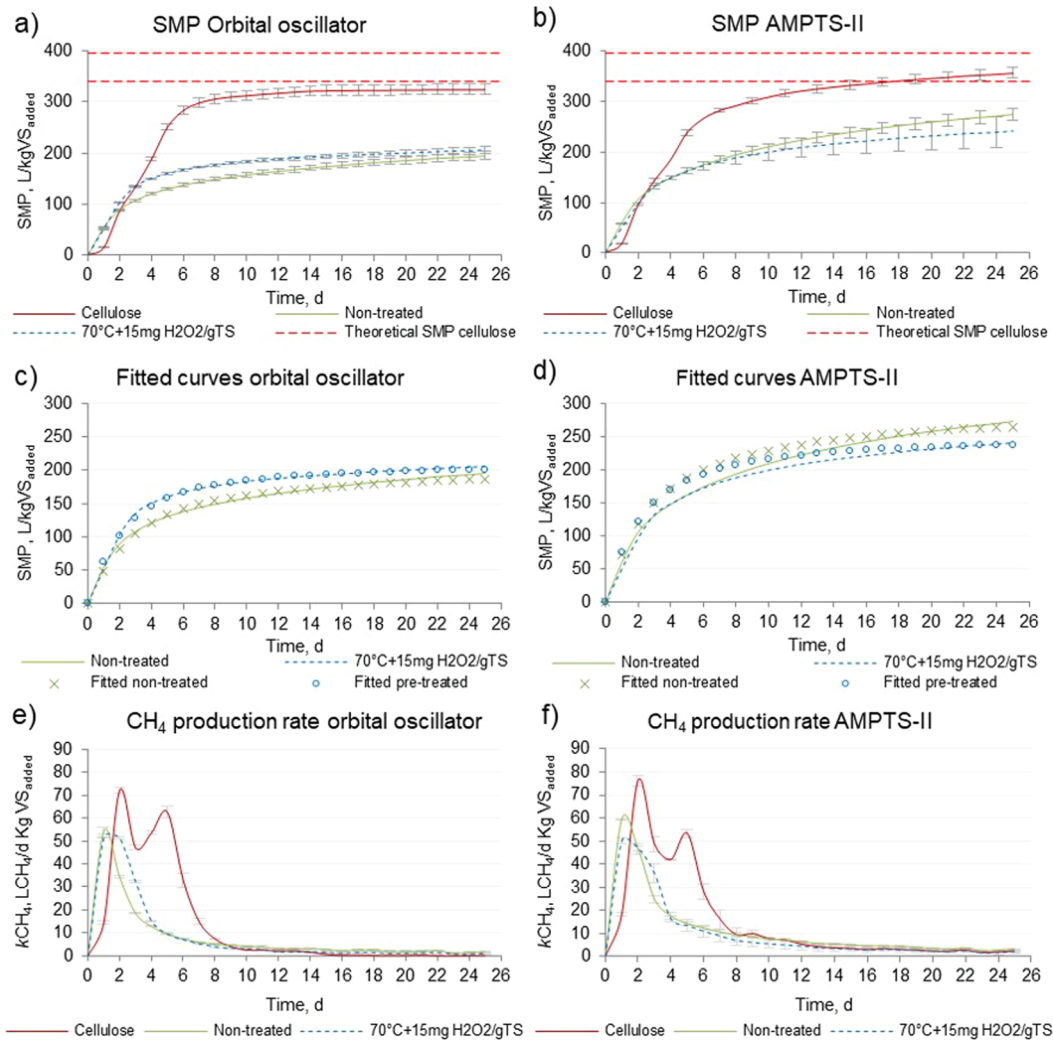 a) SMP Orbital oscillator
400
300
200
100
0
SMP, L/kgVSadded
0 2 4 6 8 10 12 14 16 18 20 22 24 26
Time, d
Cellulose Non-treated
70°C+15mg H2O2/gTS Theoretical SMP cellulose
b) SMP AMPTS-II
400
300
200
100
0
SMP, L/kgVSadded
0 2 4 6 8 10 12 14 16 18 20 22 24 26
Time, d
Cellulose Non-treated
70°C+15mg H2O2/gTS Theoretical SMP cellulose
c) Fitted curves orbital oscillator
300
250
200
150
100
50
0
SMP, L/kgVSadded
0 2 4 6 8 10 12 14 16 18 20 22 24 26
Time, d
Non-treated 70°C+15mg H2O2/gTS
Fitted non-treated Fitted pre-treated
d) Fitted curves AMPTS-II
300
250
200
150
100
50
0
SMP, L/kgVSadded
0 2 4 6 8 10 12 14 16 18 20 22 24 26
Time, d
Non-treated 70°C+15mg H2O2/gTS
Fitted non-treated Fitted pre-treated
e) CH4 production rate orbital oscillator
90
80
70
60
50
40
30
20
10
0
kCH4, LCH4/d Kg VSadded
0 2 4 6 8 10 12 14 16 18 20 22 24 26
Time, d
Cellulose Non-treated 70°C+15mg H2O2/gTS
f) CH4 production rate AMPTS-II
90
80
70
60
50
40
30
20
10
0
kCH4, LCH4/d Kg VSadded
0 2 4 6 8 10 12 14 16 18 20 22 24 26
Time, d
Cellulose Non-treated 70°C+15mg H2O2/gTS